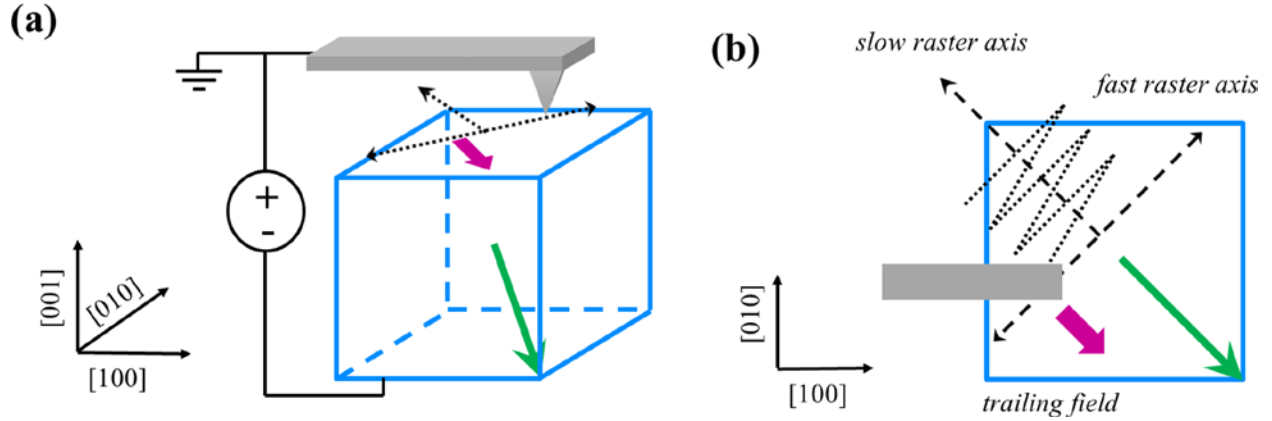 (a)
+
-
[001]
[010]
[100]
(b)
slow raster axis
fast raster axis
[010]
[100]
trailing field